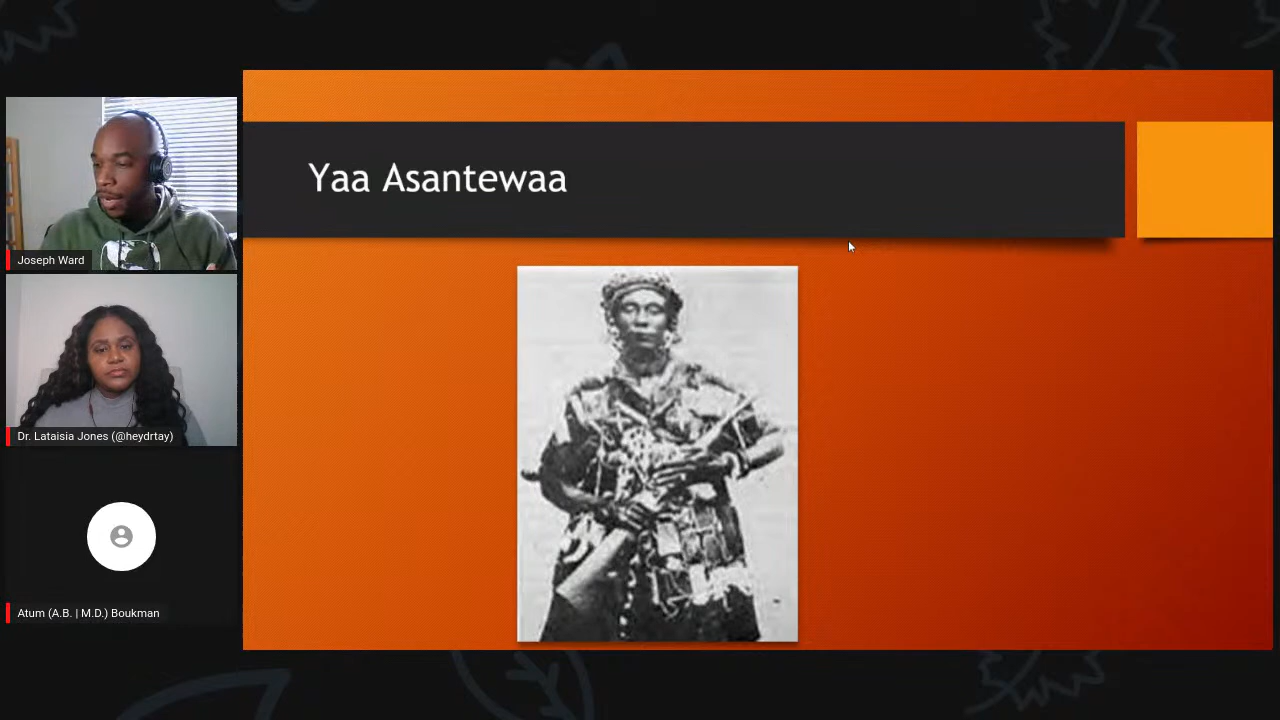 Yaa Asantewaa
Joseph Ward
Dr. Lataisia Jones (@heydrtay)
Atum (A.B. | M.D.) Boukman